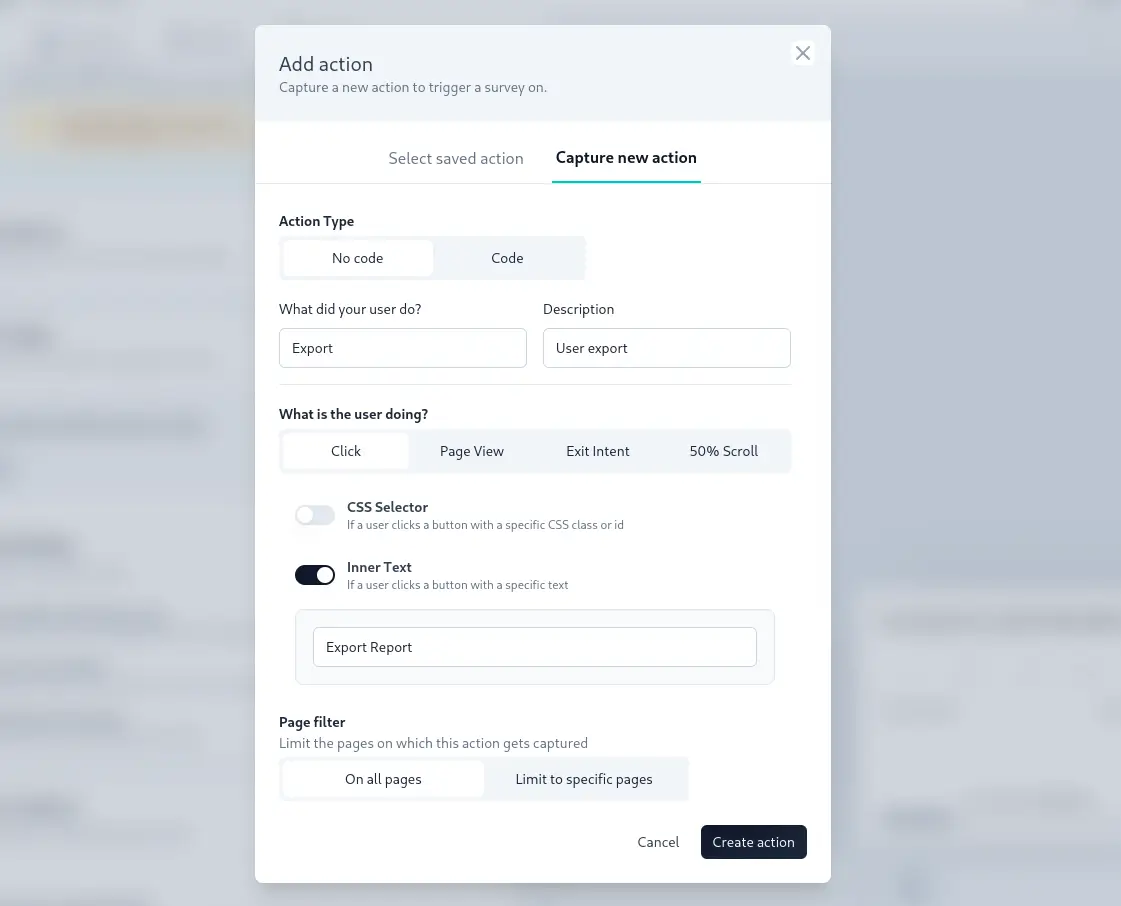 Add action
Capture a new action to trigger a survey on.
Select saved action
Capture new action
Action Type
No code
Code
What did your user do?
Description
Export
User export
What is the user doing?
Click
Page View
Exit Intent
50% Scroll
CSS Selector
If a user clicks a button with a specific CSS class or id
Inner Text
If a user clicks a button with a specific text
Export Report
Page filter
Limit the pages on which this action gets captured
On all pages
Limit to specific pages
Cancel
Create action